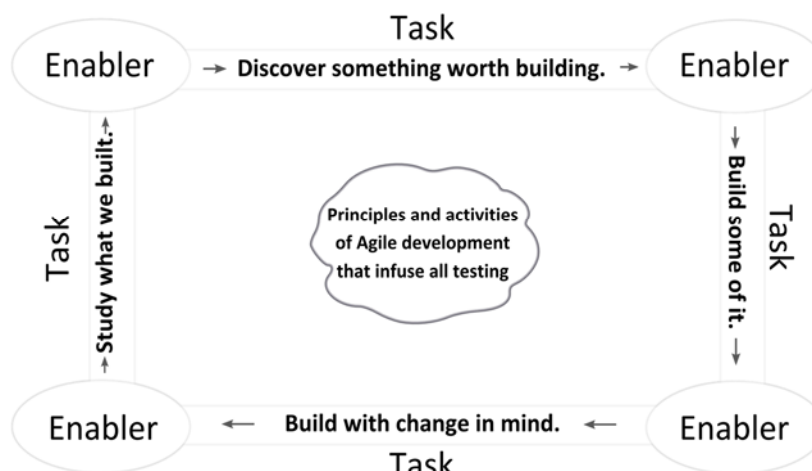 Task
Enabler
Discover something worth building.
Enabler
Task
Study what we built.
Principles and activities
of Agile development
that infuse all testing
Build some of it.
Task
Enabler
Build with change in mind.
Enabler
Task